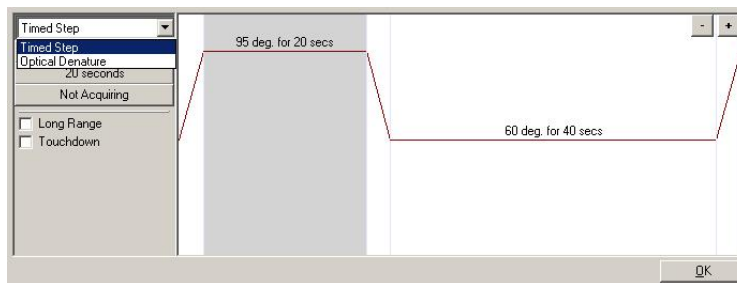 Timed Step
Timed Step
Optical Denature
20 seconds
Not Acquiring
Long Range
Touchdown
95 deg. for 20 secs
60 deg. for 40 secs
-
+
OK